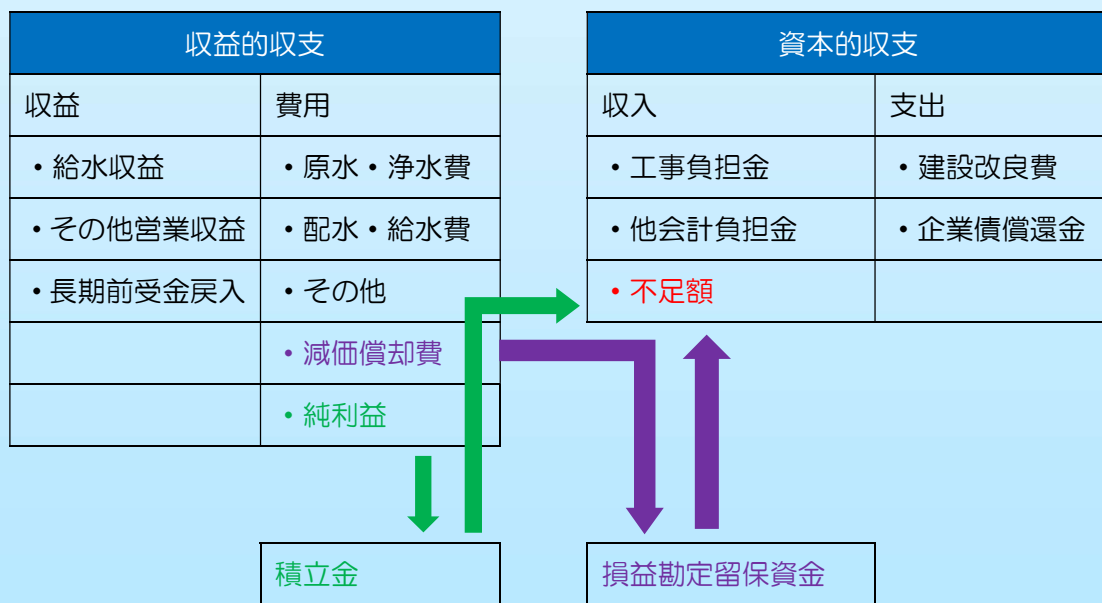 収益的収支
収益
費用
・給水収益
・原水・浄水費
・その他営業収益
・配水・給水費
・長期前受金戻入
・その他
・減価償却費
・純利益
資本的収支
収入
支出
・工事負担金
・建設改良費
・他会計負担金
・企業債償還金
・不足額
積立金
損益勘定留保資金